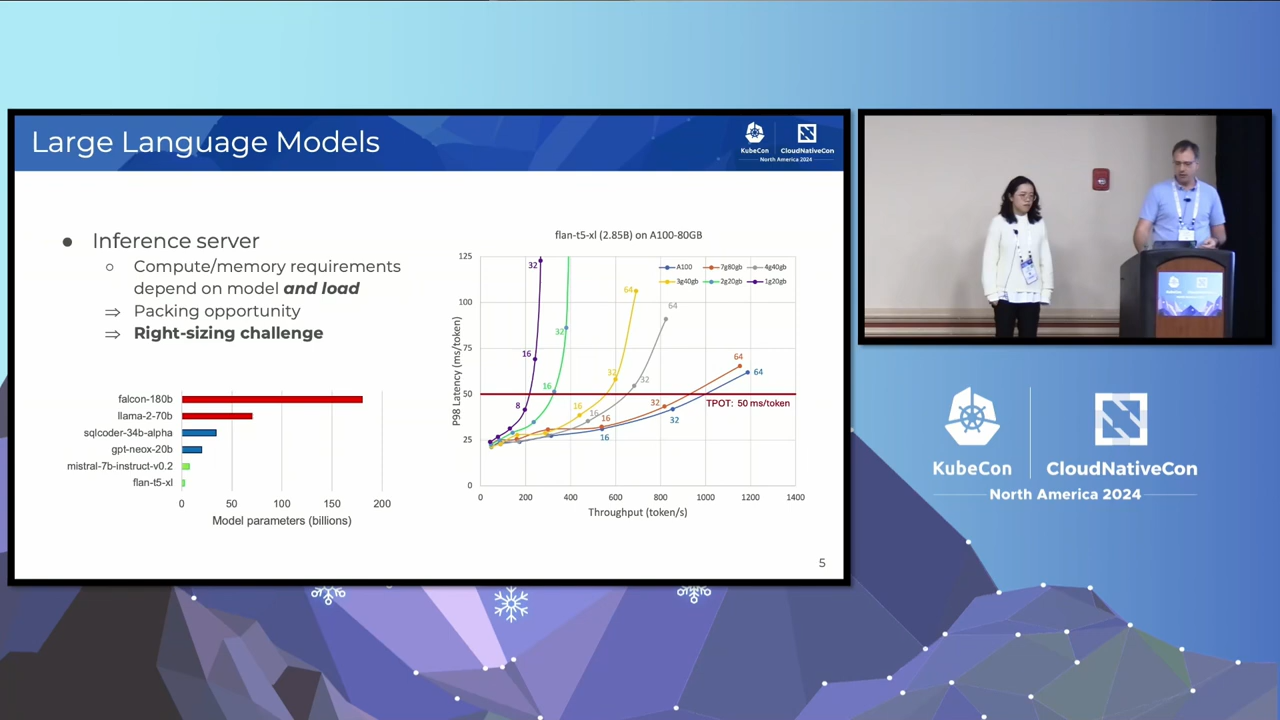 Large Language Models
KubeCon
CloudNativeCon
North America 2024
● Inference server
○ Compute/memory requirements
depend on model and load
⇒ Packing opportunity
⇒ Right-sizing challenge
falcon-180b
llama-2-70b
sqlcoder-34b-alpha
gpt-neox-20b
mistral-7b-instruct-v0.2
flan-t5-xl
0 50 100 150 200
Model parameters (billions)
flan-t5-xl (2.85B) on A100-80GB
A100 7g80gb 4g40gb
3g40gb 2g20gb 1g20gb
P98 Latency (ms/token)
125
100
75
50
25
0
32
16
8
32
16
64
32
16
64
32
16
64
32
16
64
32
16
TPOT: 50 ms/token
0 200 400 600 800 1000 1200 1400
Throughput (token/s)
5
KubeCon
CloudNativeCon
North America 2024